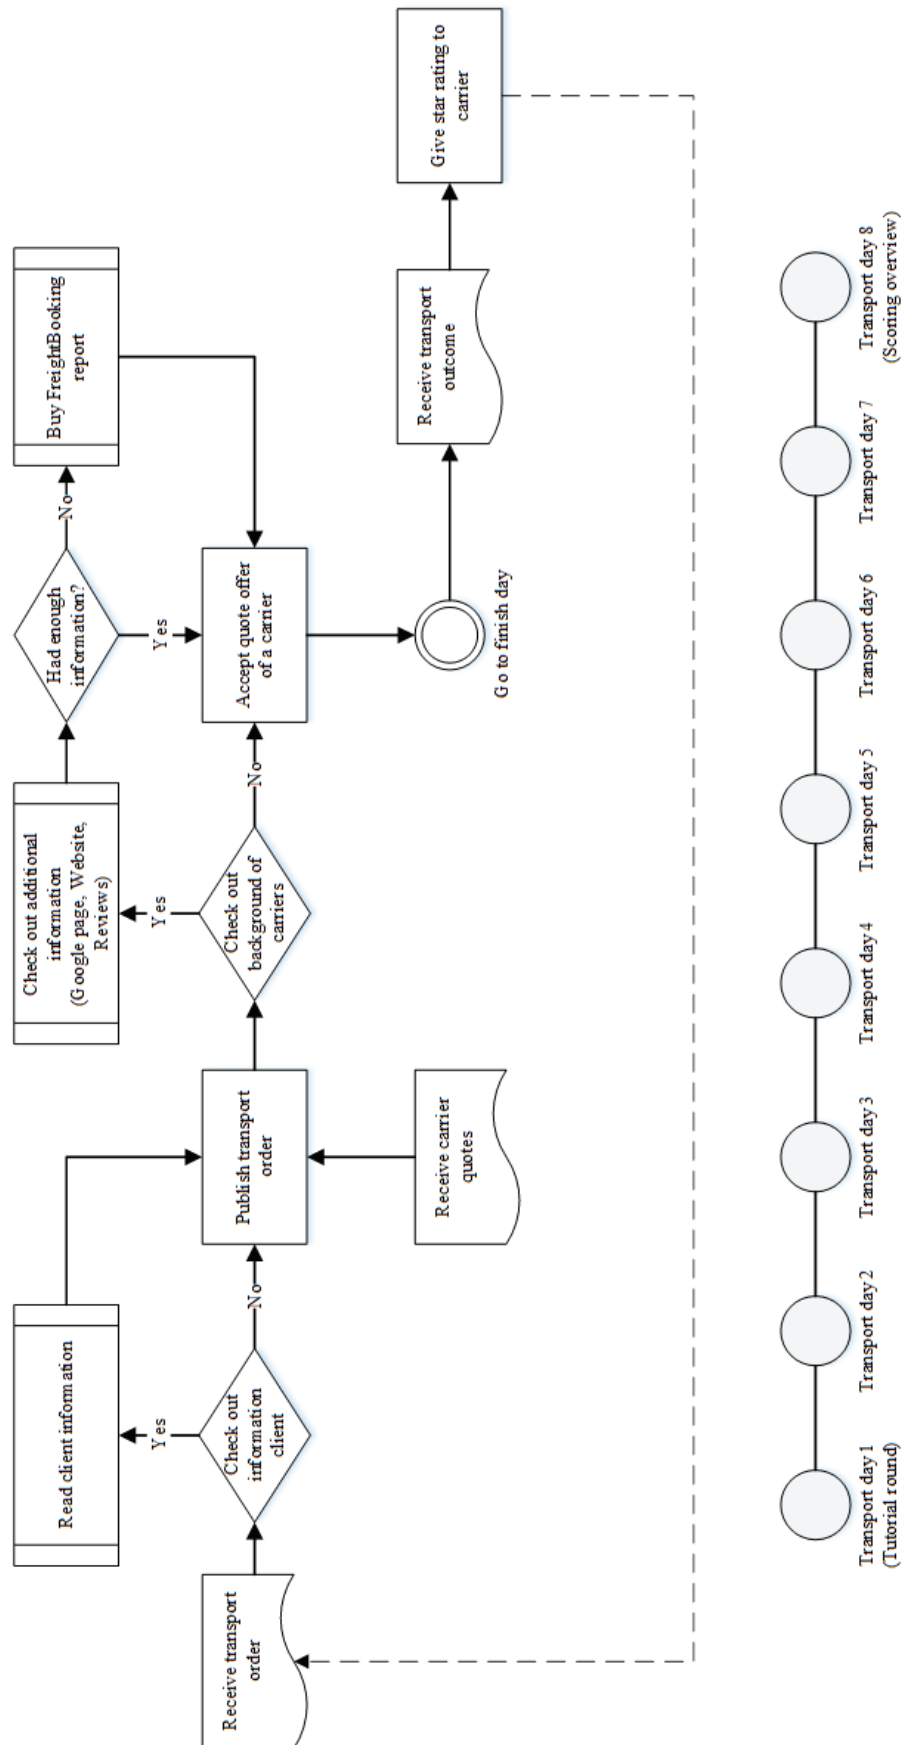 Receive transport
order
Check out
information
client
Yes
No
Read client information
Publish transport
order
Receive carrier
quotes
Check out
background of
carriers
Yes
No
Check out additional
information
(Google page, Website,
Reviews)
Had enough
information?
Yes
No
Buy FreightBooking
report
Accept quote offer
of a carrier
Go to finish day
Receive transport
outcome
Give star rating to
carrier
Transport day 1
(Tutorial round)
Transport day 2
Transport day 3
Transport day 4
Transport day 5
Transport day 6
Transport day 7
Transport day 8
(Scoring overview)